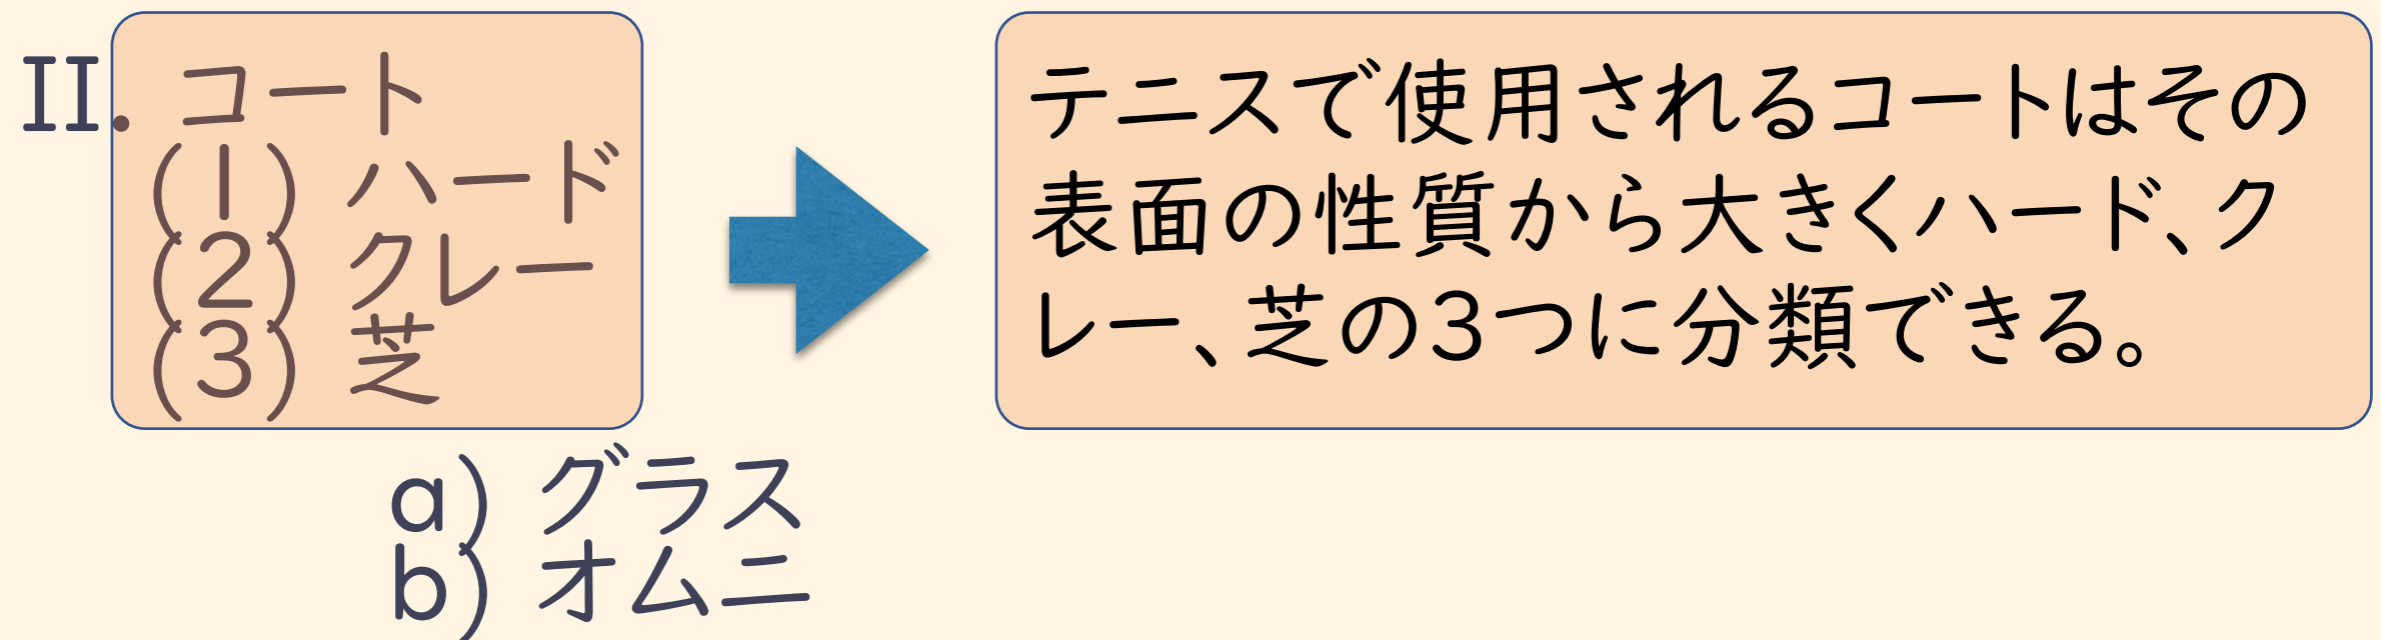 II. コート
(1) ハード
(2) クレー
(3) 芝
a) グラス
b) オムニ
テニスで使用されるコートはその
表面の性質から大きくハード、ク
レー、芝の3つに分類できる。